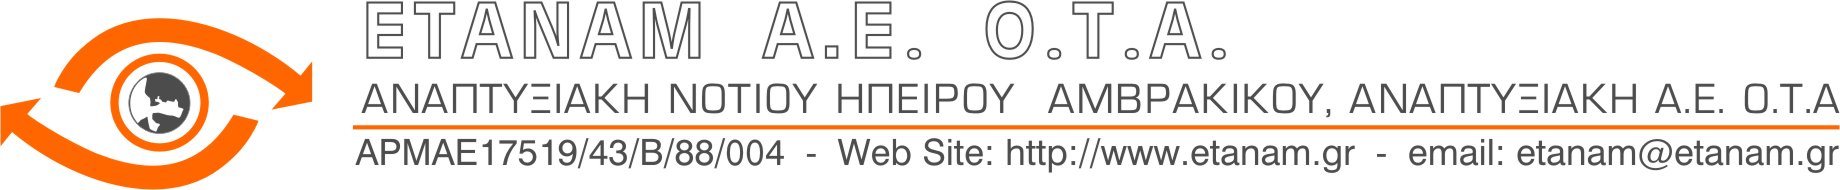 ΕΤΑΝΑΜ Α.Ε. Ο.Τ.Α.
ΑΝΑΠΤΥΞΙΑΚΗ ΝΟΤΙΟΥ ΗΠΕΙΡΟΥ ΑΜΒΡΑΚΙΚΟΥ, ΑΝΑΠΤΥΞΙΑΚΗ Α.Ε. Ο.Τ.Α
ΑΡΜΑΕ17519/43/Β/88/004 - Web Site: http://www.etanam.gr - email: etanam@etanam.gr